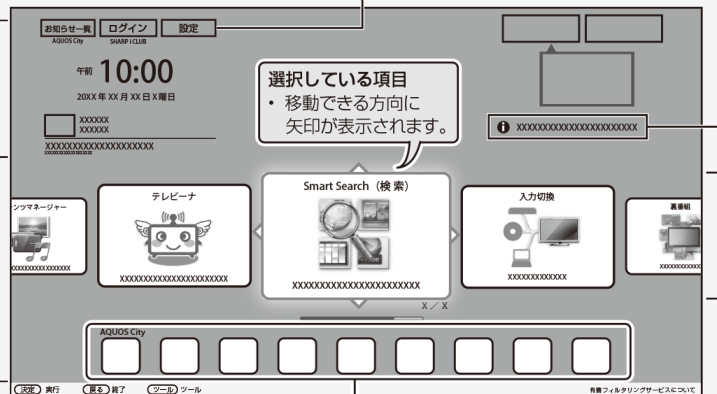 お知らせ一覧 ログイン 設定
AQUOS City SHARP i CLUB
午前 10:00
20XX年XX月XX日X曜日
XXXXXX
XXXXXX
XXXXXXXXXXXXXXXXXXXX
XXXXXXXXXXXXXXXXXXXX
選択している項目
・ 移動できる方向に
矢印が表示されます。
XXXXXXXXXXXXXXXXXXXXXXXX
ンツマネージャー
XXXXXXXXXXXXXXXX
テレビーナ
XXXXXXXXXXXXXXXXXXXXXX
Smart Search（検索）
XXXXXXXXXXXXXXXXXXXXXXXX
入力切換
XXXXXXXXXXXXX
裏番組
XXXXXXXXXX
X／X
AQUOS City
決定 実行 戻る 終了 ツール ツール 有害フィルタリングサービスについて